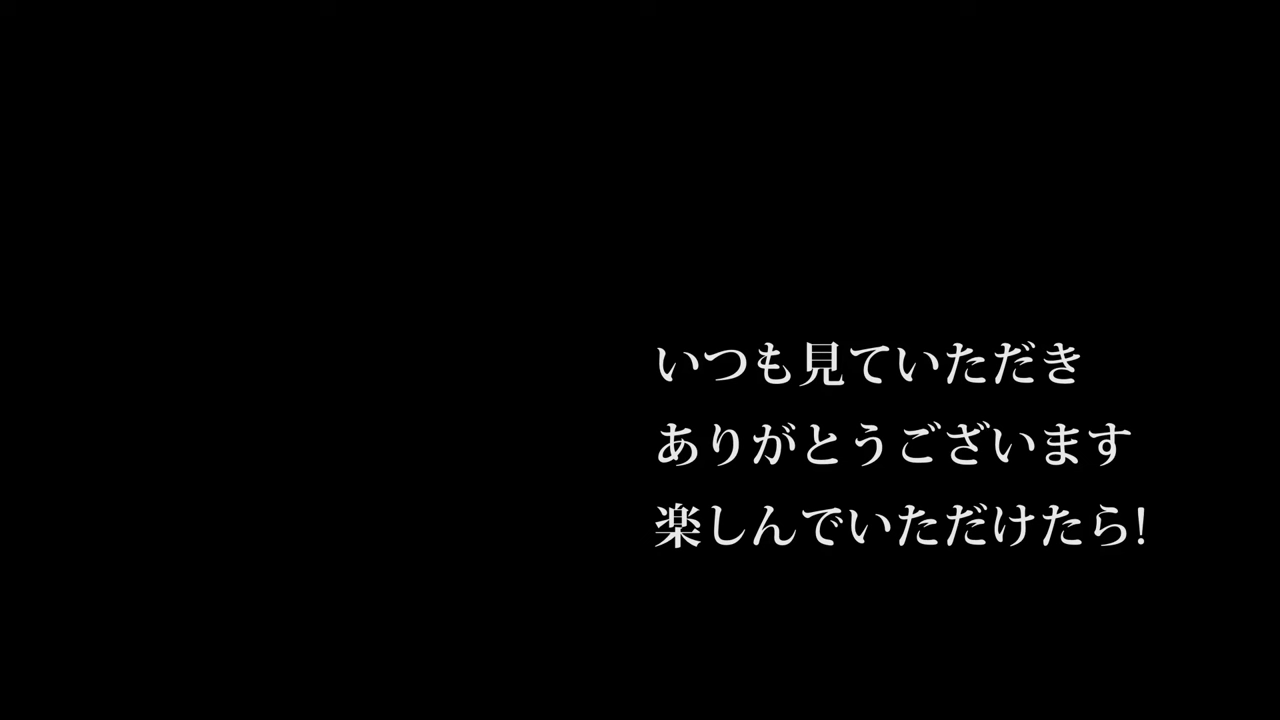 いつも見ていただき
ありがとうございます
楽しんでいただけたら!